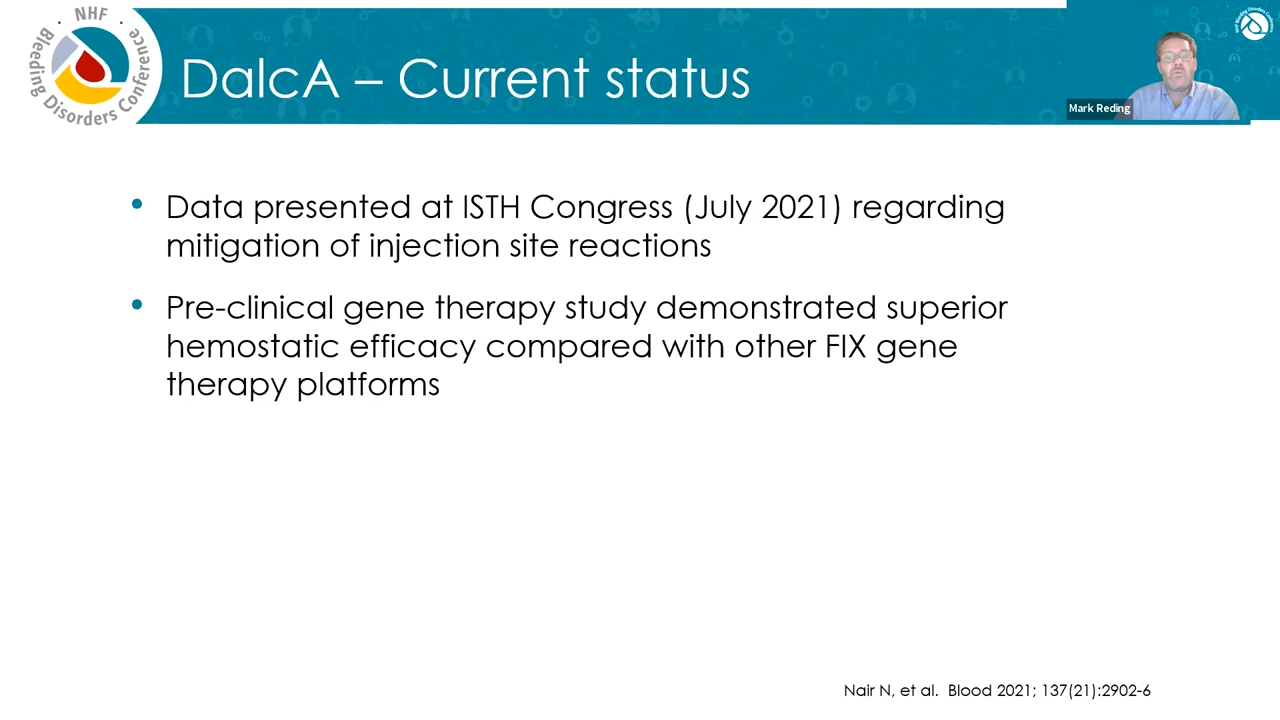 NHF
Bleeding Disorders Conference
DalcA – Current status
Mark Reding
• Data presented at ISTH Congress (July 2021) regarding
mitigation of injection site reactions
• Pre-clinical gene therapy study demonstrated superior
hemostatic efficacy compared with other FIX gene
therapy platforms
Nair N, et al. Blood 2021; 137(21):2902-6